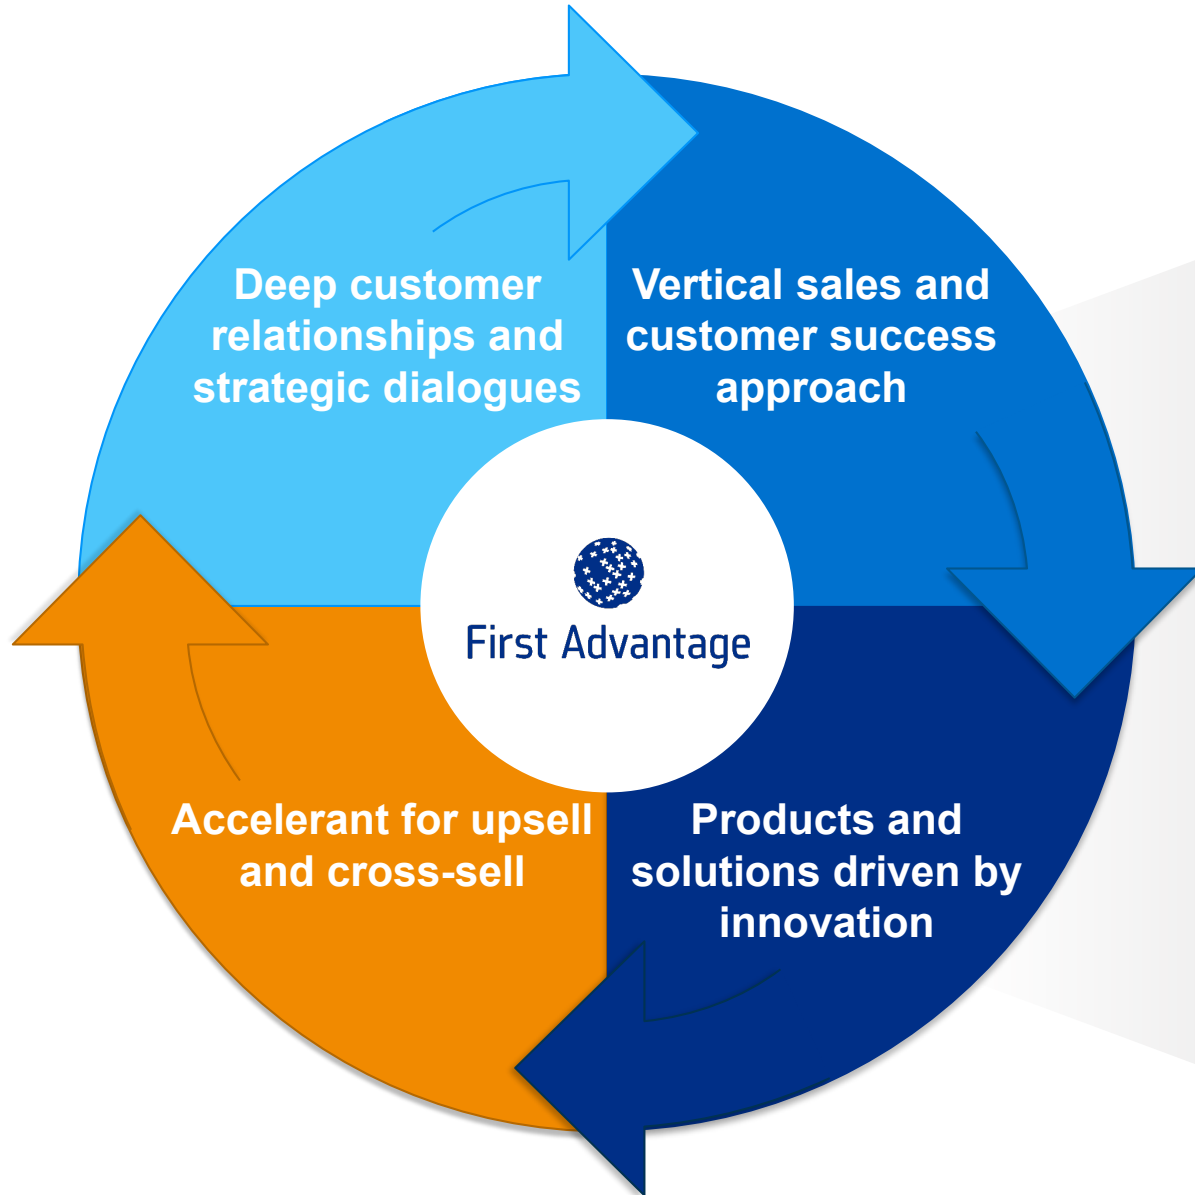 Deep customer
relationships and
strategic dialogues
Vertical sales and
customer success
approach
First Advantage
Accelerant for upsell
and cross-sell
Products and
solutions driven by
innovation